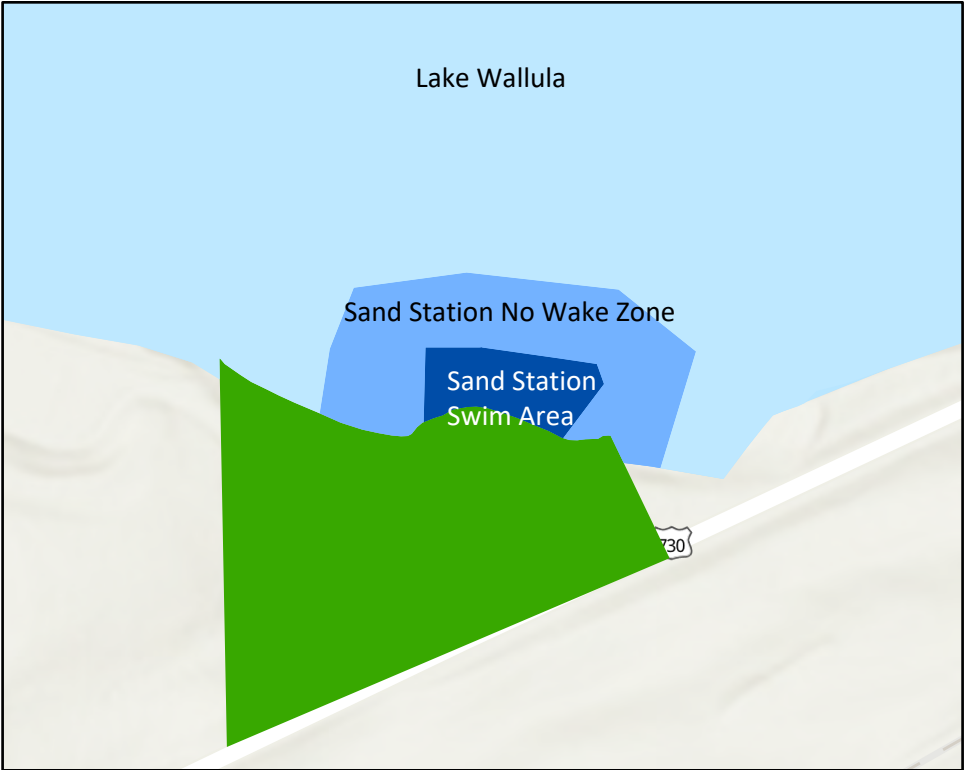 Lake Wallula
Sand Station No Wake Zone
Sand Station
Swim Area
730